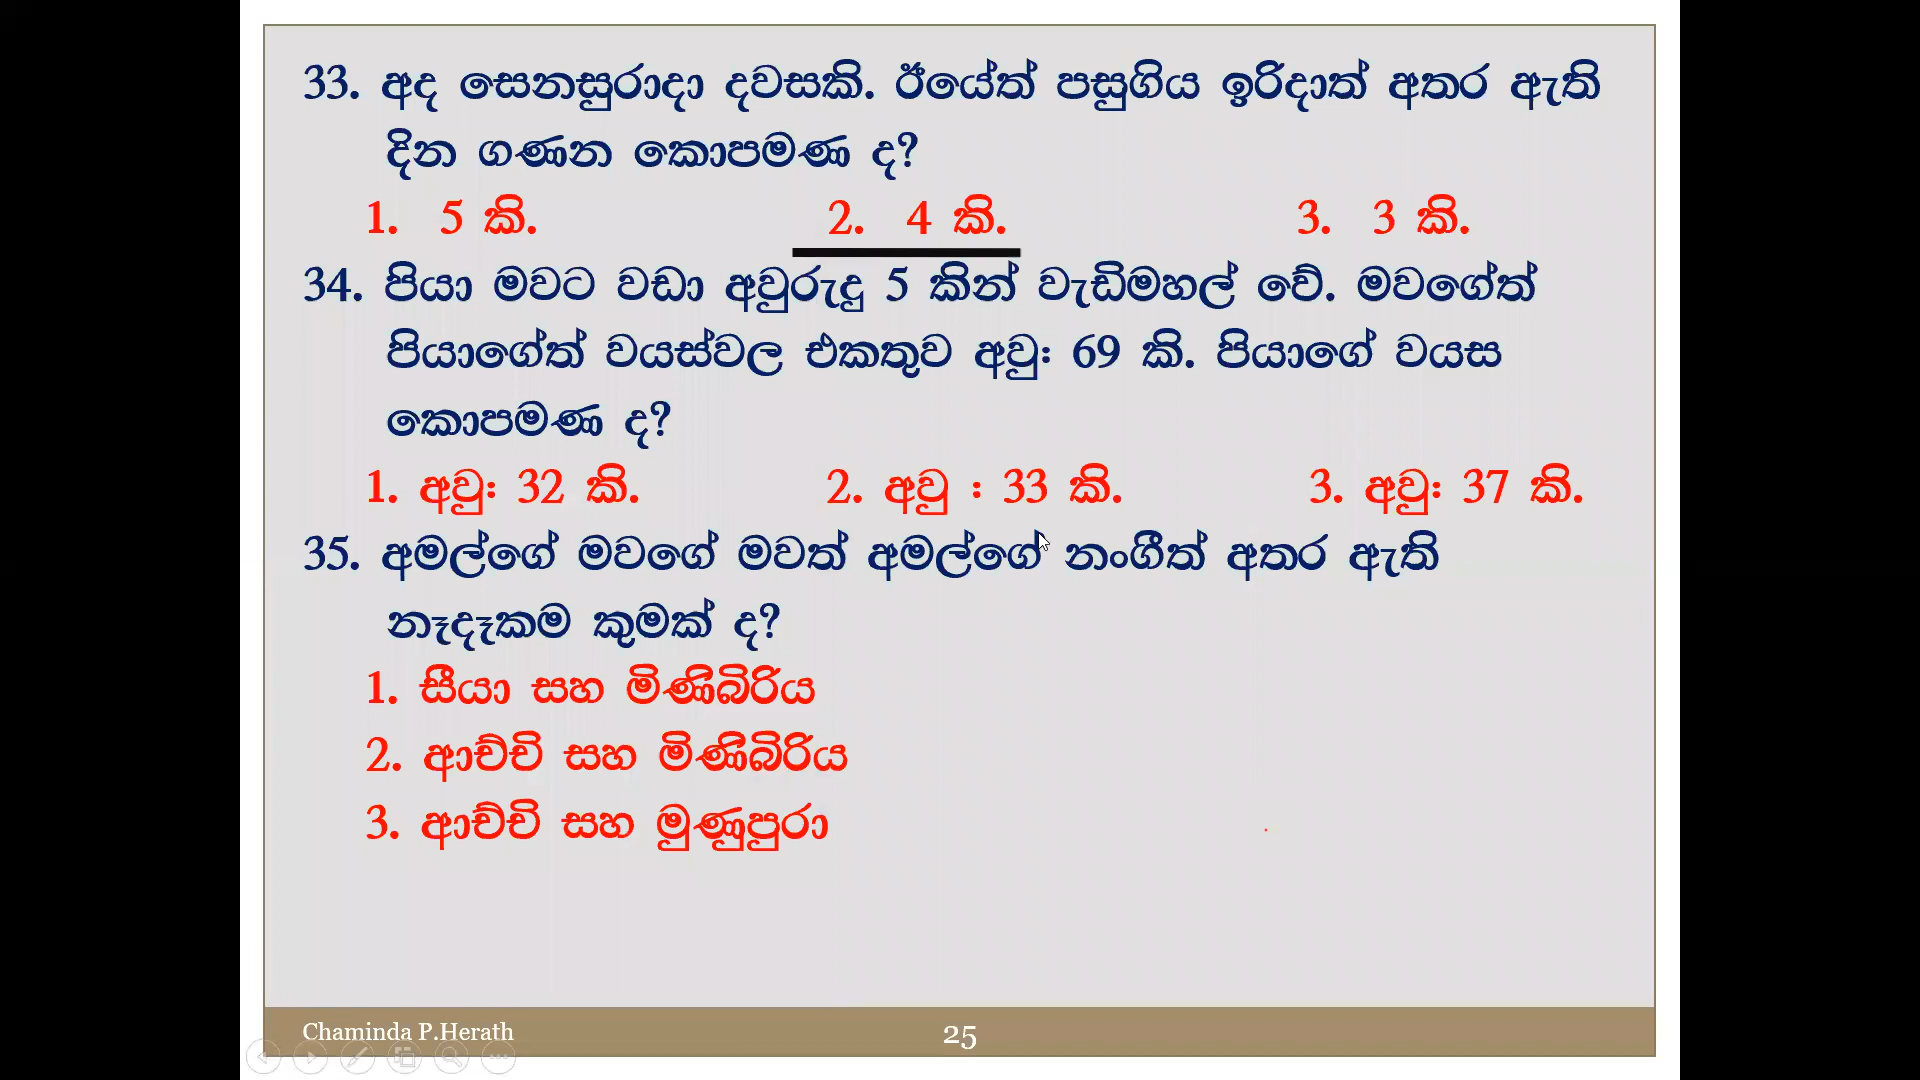 33. අද සෙනසුරාදා දවසකි. ඊයේත් පසුගිය ඉරිදාත් අතර ඇති
දින ගණන කොපමණ ද?
1. 5 කි. 2. 4 කි. 3. 3 කි.
34. පියා මවට වඩා අවුරුදු 5 කින් වැඩිමහල් වේ. මවගේත්
පියාගේත් වයස්වල එකතුව අවු: 69 කි. පියාගේ වයස
කොපමණ ද?
1. අවු: 32 කි. 2. අවු : 33 කි. 3. අවු: 37 කි.
35. අමල්ගේ මවගේ මවත් අමල්ගේ නංගීත් අතර ඇති
නෑදෑකම කුමක් ද?
1. සීයා සහ මිණිබිරිය
2. ආච්චි සහ මිණිබිරිය
3. ආච්චි සහ මුණුපුරා
Chaminda P.Herath 25